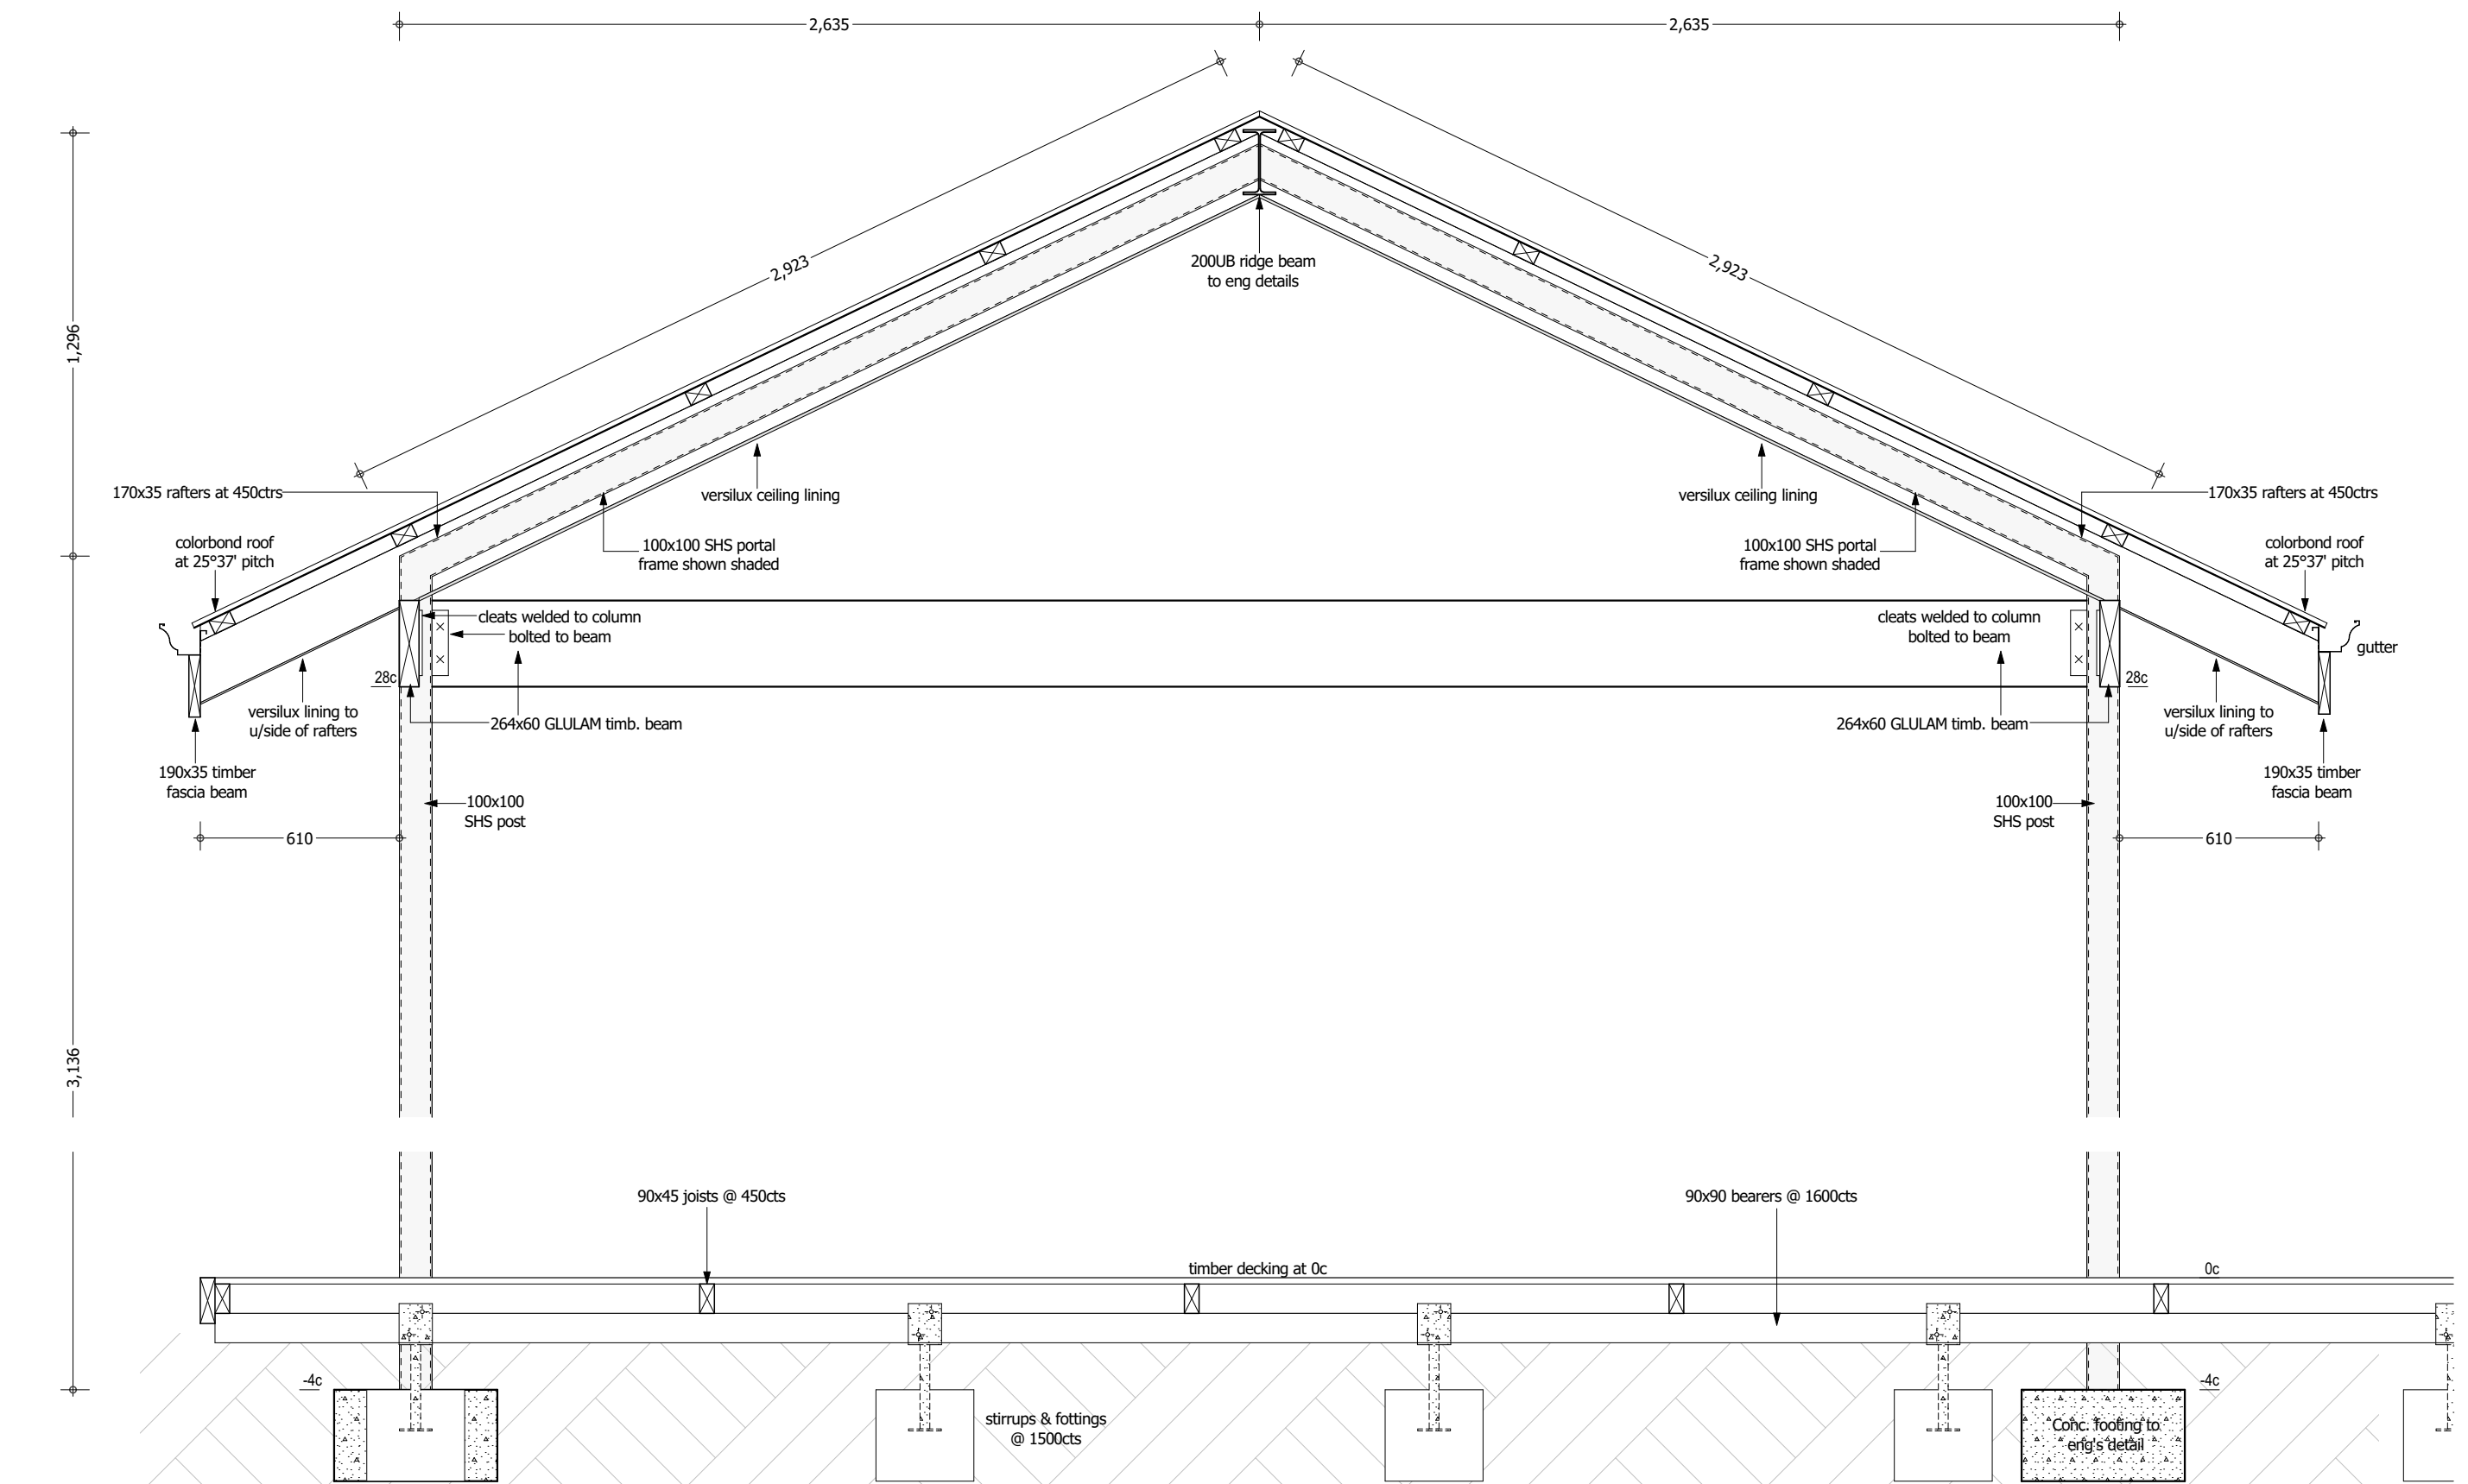 2,635
2,635
2,923
2,923
1,296
200UB ridge beam
to eng details
170x35 rafters at 450ctrs
versilux ceiling lining
versilux ceiling lining
170x35 rafters at 450ctrs
colorbond roof
at 25°37' pitch
100x100 SHS portal
frame shown shaded
100x100 SHS portal
frame shown shaded
colorbond roof
at 25°37' pitch
cleats welded to column
bolted to beam
cleats welded to column
bolted to beam
gutter
28c
28c
versilux lining to
u/side of rafters
264x60 GLULAM timb. beam
264x60 GLULAM timb. beam
versilux lining to
u/side of rafters
190x35 timber
fascia beam
190x35 timber
fascia beam
100x100
SHS post
100x100
SHS post
610
610
3,136
90x45 joists @ 450cts
90x90 bearers @ 1600cts
timber decking at 0c
0c
-4c
-4c
stirrups & fottings
@ 1500cts
Conc. footing to
eng's detail